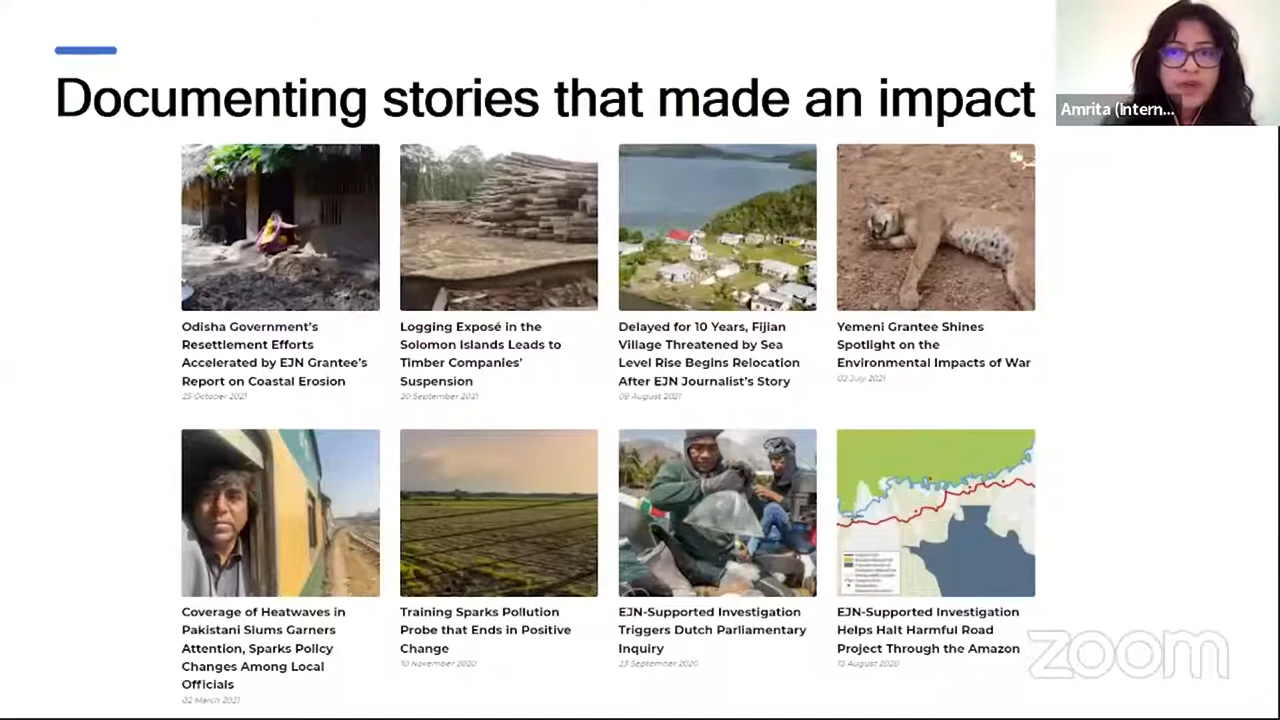 Documenting stories that made an impact
Amrita (Intern...
Odisha Government's
Resettlement Efforts
Accelerated by EJN Grantee's
Report on Coastal Erosion
25 October 2021
Logging Exposé in the
Solomon Islands Leads to
Timber Companies'
Suspension
20 September 2021
Delayed for 10 Years, Fijian
Village Threatened by Sea
Level Rise Begins Relocation
After EJN Journalist's Story
09 August 2021
Yemeni Grantee Shines
Spotlight on the
Environmental Impacts of War
02 July 2021
Coverage of Heatwaves in
Pakistani Slums Garners
Attention, Sparks Policy
Changes Among Local
Officials
02 March 2021
Training Sparks Pollution
Probe that Ends in Positive
Change
10 November 2020
EJN-Supported Investigation
Triggers Dutch Parliamentary
Inquiry
23 September 2020
EJN-Supported Investigation
Helps Halt Harmful Road
Project Through the Amazon
13 August 2020
zoom